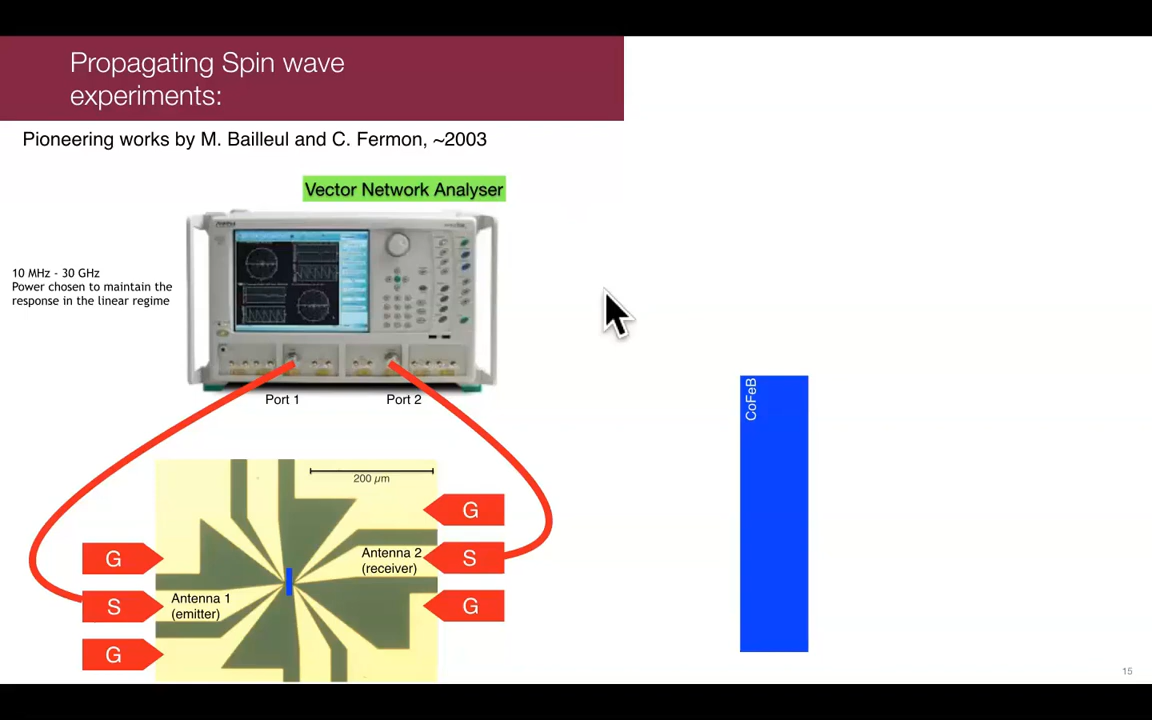 Propagating Spin wave
experiments:
Pioneering works by M. Bailleul and C. Fermon, ~2003
Vector Network Analyser
10 MHz - 30 GHz
Power chosen to maintain the
response in the linear regime
Port 1
Port 2
200 µm
G
S
G
Antenna 1
(emitter)
Antenna 2
(receiver)
G
S
G
CoFeB
15